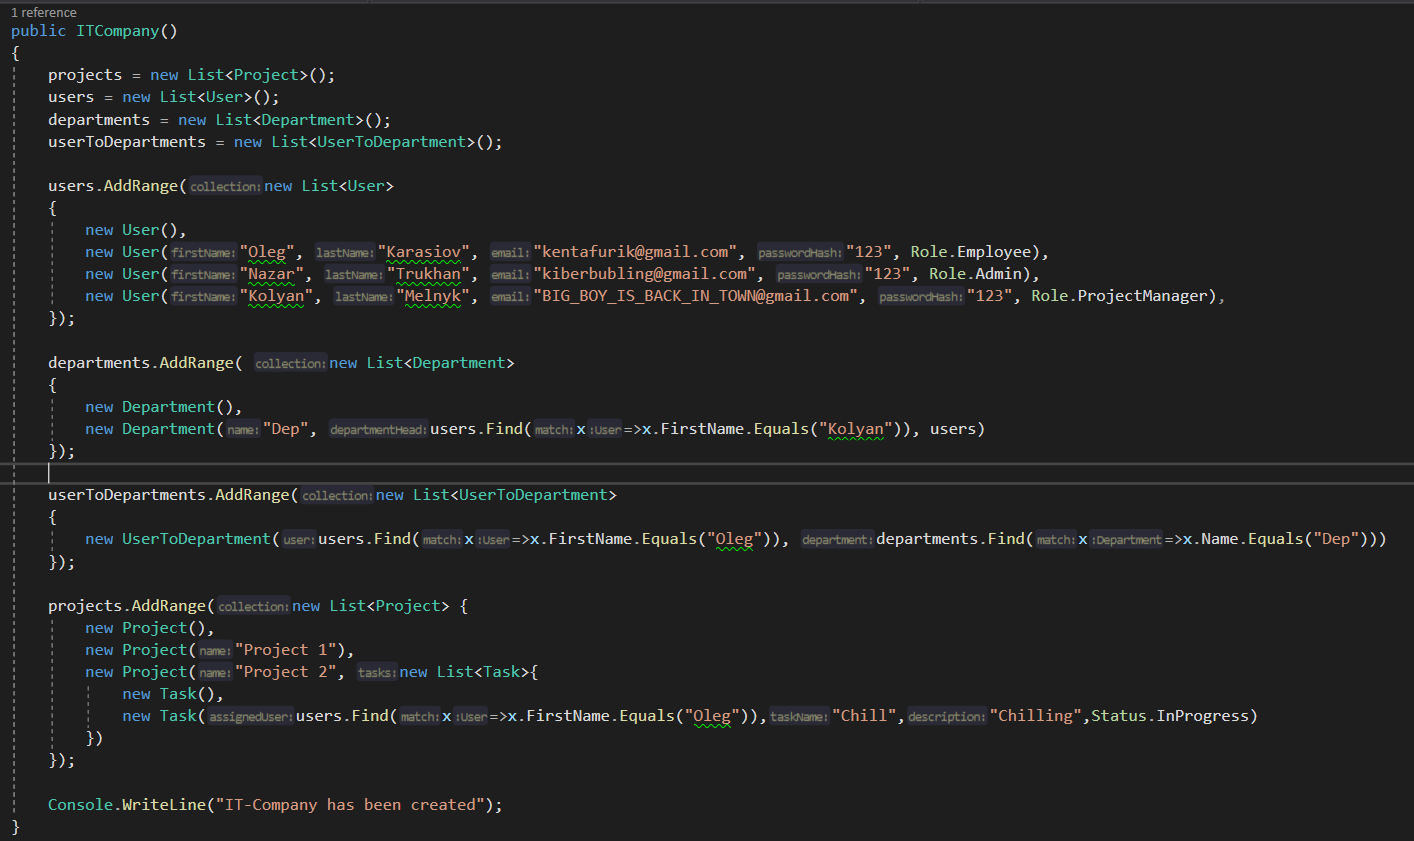 1 reference
public ITCompany()
{
projects = new List<Project>();
users = new List<User>();
departments = new List<Department>();
userToDepartments = new List<UserToDepartment>();
users.AddRange(collection:new List<User>
{
new User(),
new User(firstName:"Oleg", lastName:"Karasiov", email:"kentafurik@gmail.com", passwordHash:"123", Role.Employee),
new User(firstName:"Nazar", lastName:"Trukhan", email:"kiberbubling@gmail.com", passwordHash:"123", Role.Admin),
new User(firstName:"Kolyan", lastName:"Melnyk", email:"BIG_BOY_IS_BACK_IN_TOWN@gmail.com", passwordHash:"123", Role.ProjectManager),
});
departments.AddRange( collection:new List<Department>
{
new Department(),
new Department(name:"Dep", departmentHead:users.Find(match:x:User=>x.FirstName.Equals("Kolyan")), users)
});
userToDepartments.AddRange(collection:new List<UserToDepartment>
{
new UserToDepartment(user:users.Find(match:x:User=>x.FirstName.Equals("Oleg")), department:departments.Find(match:x:Department=>x.Name.Equals("Dep")))
});
projects.AddRange(collection:new List<Project> {
new Project(),
new Project(name:"Project 1"),
new Project(name:"Project 2", tasks:new List<Task>{
new Task(),
new Task(assignedUser:users.Find(match:x:User=>x.FirstName.Equals("Oleg")),taskName:"Chill",description:"Chilling",Status.InProgress)
})
});
Console.WriteLine("IT-Company has been created");
}